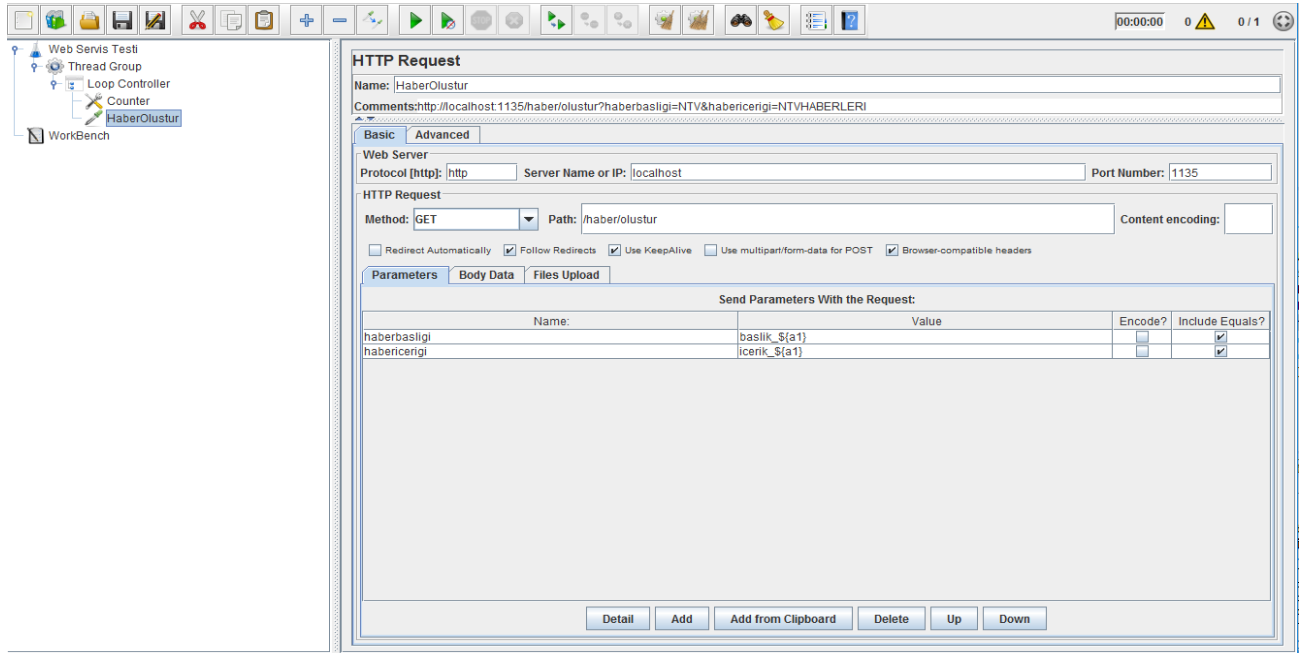 STOP
00:00:00 0 0 / 1
Web Servis Testi
Thread Group
Loop Controller
Counter
HaberOlustur
WorkBench
HTTP Request
Name: HaberOlustur
Comments:http://localhost:1135/haber/olustur?haberbasligi=NTV&habericerigi=NTVHABERLERI
Basic Advanced
Web Server
Protocol [http]: http Server Name or IP: localhost Port Number: 1135
HTTP Request
Method: GET Path: /haber/olustur Content encoding:
Redirect Automatically Follow Redirects Use KeepAlive Use multipart/form-data for POST Browser-compatible headers
Parameters Body Data Files Upload
Send Parameters With the Request:
Name: Value Encode? Include Equals?
haberbasligi baslik_${a1}
habericerigi icerik_${a1}
Detail Add Add from Clipboard Delete Up Down